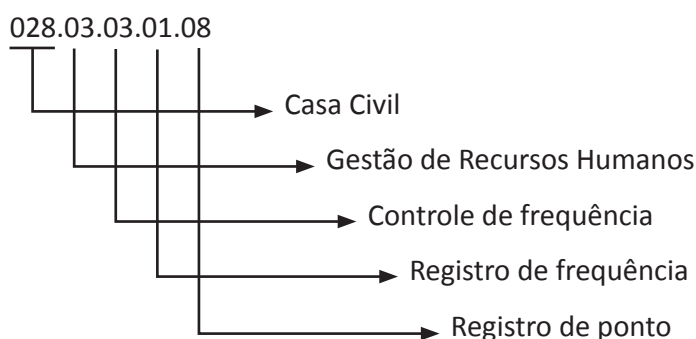 028.03.03.01.08
Casa Civil
Gestão de Recursos Humanos
Controle de frequência
Registro de frequência
Registro de ponto